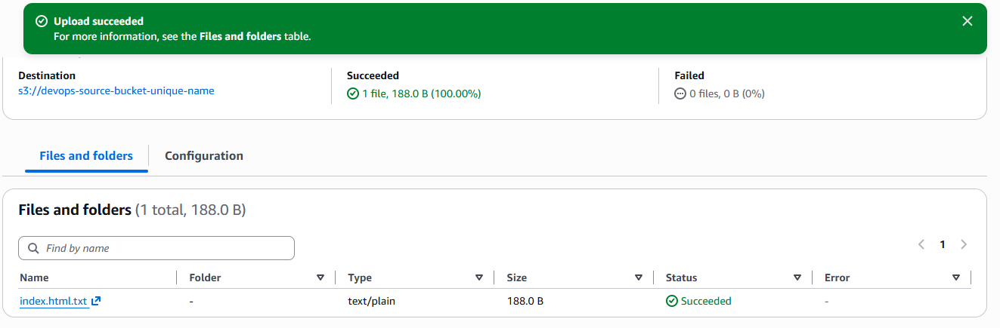 Upload succeeded
For more information, see the Files and folders table.
Destination
s3://devops-source-bucket-unique-name
Succeeded
1 file, 188.0 B (100.00%)
Failed
0 files, 0 B (0%)
Files and folders
Configuration
Files and folders (1 total, 188.0 B)
Find by name
1
Name Folder Type Size Status Error
index.html.txt - text/plain 188.0 B Succeeded -